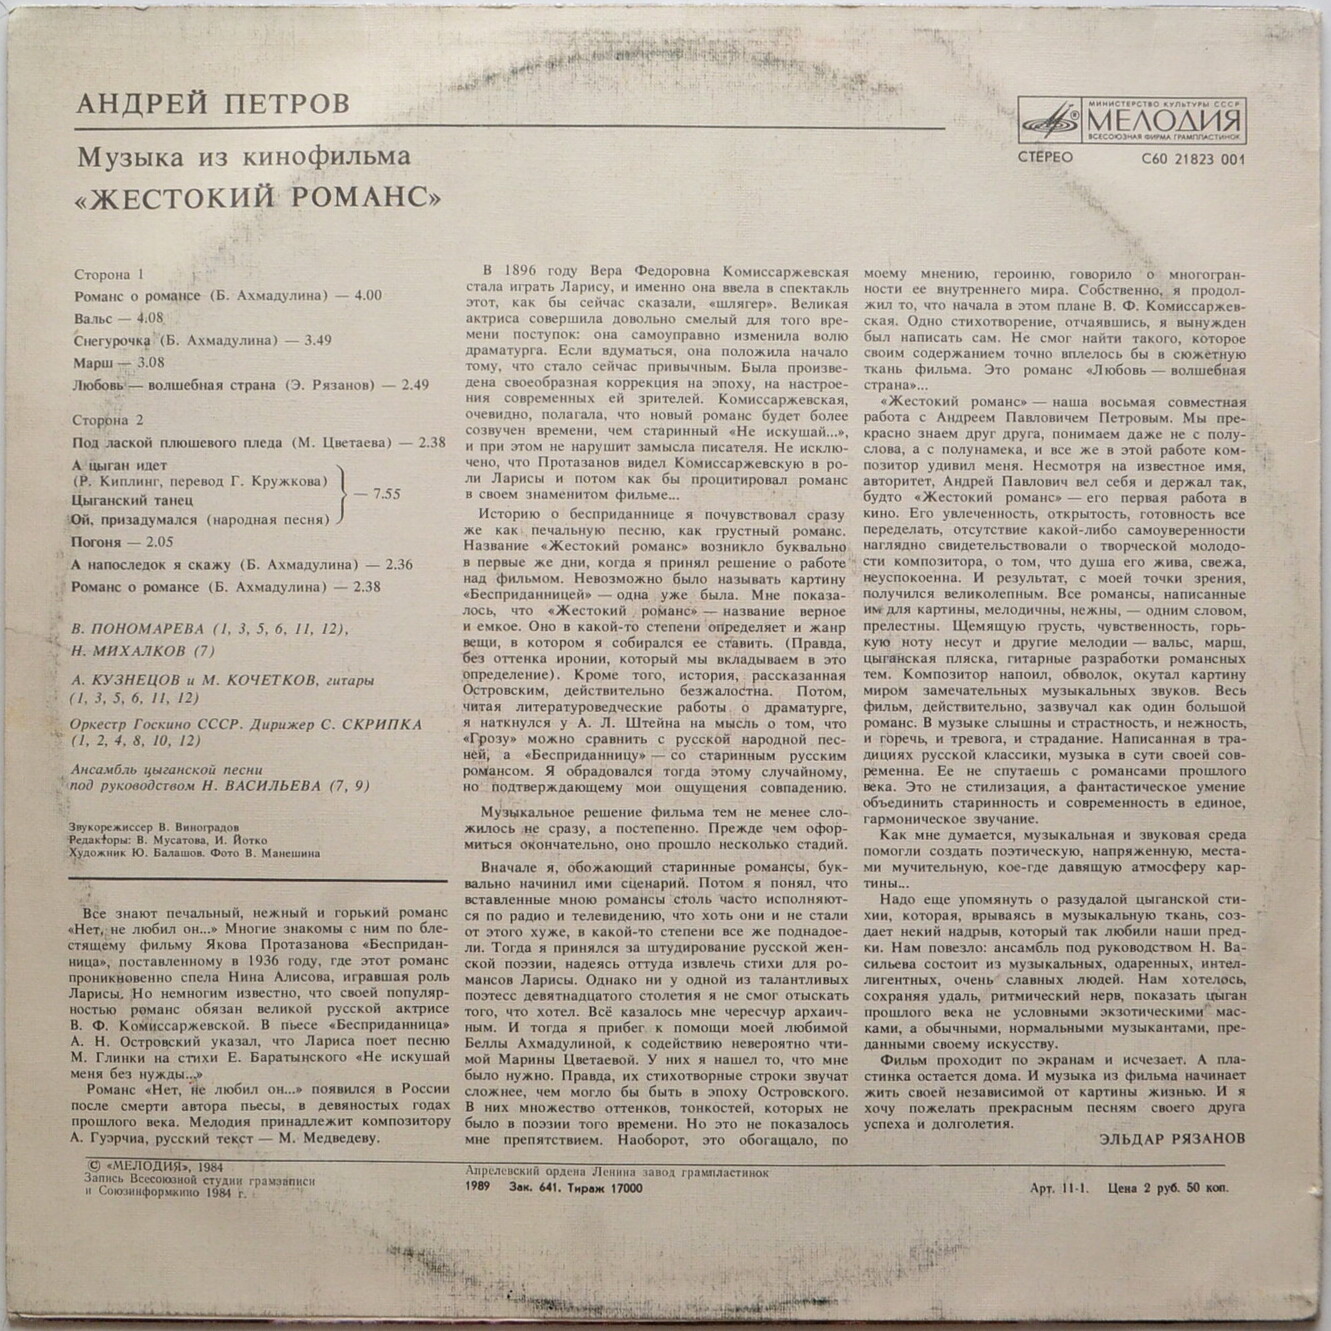 АНДРЕЙ ПЕТРОВ
Музыка из кинофильма
«ЖЕСТОКИЙ РОМАНС»
МИНИСТЕРСТВО КУЛЬТУРЫ СССР
МЕЛОДИЯ
ВСЕСОЮЗНАЯ ФИРМА ГРАМПЛАСТИНОК
СТЕРЕО С60 21823 001
Сторона 1
Романс о романсе (Б. Ахмадулина) — 4.00
Вальс — 4.08
Снегурочка (Б. Ахмадулина) — 3.49
Марш — 3.08
Любовь — волшебная страна (Э. Рязанов) — 2.49
Сторона 2
Под лаской плюшевого пледа (М. Цветаева) — 2.38
А цыган идет
(Р. Киплинг, перевод Г. Кружкова)
Цыганский танец
— 7.55
Ой, призадумался (народная песня)
Погоня — 2.05
А напоследок я скажу (Б. Ахмадулина) — 2.36
Романс о романсе (Б. Ахмадулина) — 2.38
В. ПОНОМАРЕВА (1, 3, 5, 6, 11, 12),
Н. МИХАЛКОВ (7)
А. КУЗНЕЦОВ и М. КОЧЕТКОВ, гитары
(1, 3, 5, 6, 11, 12)
Оркестр Госкино СССР. Дирижер С. СКРИПКА
(1, 2, 4, 8, 10, 12)
Ансамбль цыганской песни
под руководством Н. ВАСИЛЬЕВА (7, 9)
Звукорежиссер В. Виноградов
Редакторы: В. Мусатова, И. Йотко
Художник Ю. Балашов. Фото В. Манешина
Все знают печальный, нежный и горький романс
«Нет, не любил он...» Многие знакомы с ним по бле-
стящему фильму Якова Протазанова «Бесприданн-
ница», поставленному в 1936 году, где этот романс
проникновенно спела Нина Алисова, игравшая роль
Ларисы. Но немногим известно, что своей популяр-
ностью романс обязан великой русской актрисе
В. Ф. Комиссаржевской. В пьесе «Бесприданница»
А. Н. Островский указал, что Лариса поет песню
М. Глинки на стихи Е. Баратынского «Не искушай
меня без нужды...»
Романс «Нет, не любил он...» появился в России
после смерти автора пьесы, в девяностых годах
прошлого века. Мелодия принадлежит композитору
А. Гуэрчиа, русский текст — М. Медведеву.
В 1896 году Вера Федоровна Комиссаржевская
стала играть Ларису, и именно она ввела в спектакль
этот, как бы сейчас сказали, «шлягер». Великая
актриса совершила довольно смелый для того вре-
мени поступок: она самоуправно изменила волю
драматурга. Если вдуматься, она положила начало
тому, что стало сейчас привычным. Была произве-
дена своеобразная коррекция на эпоху, на настрое-
ния современных ей зрителей. Комиссаржевская,
очевидно, полагала, что новый романс будет более
созвучен времени, чем старинный «Не искушай...»,
и при этом не нарушит замысла писателя. Не исклю-
чено, что Протазанов видел Комиссаржевскую в ро-
ли Ларисы и потом как бы процитировал романс
в своем знаменитом фильме...
Историю о бесприданнице я почувствовал сразу
же как печальную песню, как грустный романс.
Название «Жестокий романс» возникло буквально
в первые же дни, когда я принял решение о работе
над фильмом. Невозможно было называть картину
«Бесприданницей» — одна уже была. Мне показа-
лось, что «Жестокий романс» — название верное
и емкое. Оно в какой-то степени определяет и жанр
вещи, в котором я собирался ее ставить. (Правда,
без оттенка иронии, который мы вкладываем в это
определение). Кроме того, история, рассказанная
Островским, действительно безжалостна. Потом,
читая литературоведческие работы о драматурге,
я наткнулся у А. Л. Штейна на мысль о том, что
«Грозу» можно сравнить с русской народной пес-
ней, а «Бесприданницу» — со старинным русским
романсом. Я обрадовался тогда этому случайному,
но подтверждающему мои ощущения совпадению.
Музыкальное решение фильма тем не менее сло-
жилось не сразу, а постепенно. Прежде чем офор-
миться окончательно, оно прошло несколько стадий.
Вначале я, обожающий старинные романсы, бук-
вально начинил ими сценарий. Потом я понял, что
вставленные мною романсы столь часто исполняют-
ся по радио и телевидению, что хоть они и не стали
от этого хуже, в какой-то степени все же поднадое-
ли. Тогда я принялся за штудирование русской жен-
ской поэзии, надеясь оттуда извлечь стихи для ро-
мансов Ларисы. Однако ни у одной из талантливых
поэтесс девятнадцатого столетия я не смог отыскать
того, что хотел. Всё казалось мне чересчур архаич-
ным. И тогда я прибег к помощи моей любимой
Беллы Ахмадулиной, к содействию невероятно чти-
мой Марины Цветаевой. У них я нашел то, что мне
было нужно. Правда, их стихотворные строки звучат
сложнее, чем могло бы быть в эпоху Островского.
В них множество оттенков, тонкостей, которых не
было в поэзии того времени. Но это не показалось
мне препятствием. Наоборот, это обогащало, по
моему мнению, героиню, говорило о многогран-
ности ее внутреннего мира. Собственно, я продол-
жил то, что начала в этом плане В. Ф. Комиссаржев-
ская. Одно стихотворение, отчаявшись, я вынужден
был написать сам. Не смог найти такого, которое
своим содержанием точно вплелось бы в сюжетную
ткань фильма. Это романс «Любовь — волшебная
страна»...
«Жестокий романс» — наша восьмая совместная
работа с Андреем Павловичем Петровым. Мы пре-
красно знаем друг друга, понимаем даже не с полу-
слова, а с полунамека, и все же в этой работе ком-
позитор удивил меня. Несмотря на известное имя,
авторитет, Андрей Павлович вел себя и держал так,
будто «Жестокий романс» — его первая работа в
кино. Его увлеченность, открытость, готовность все
переделать, отсутствие какой-либо самоуверенности
наглядно свидетельствовали о творческой молодо-
сти композитора, о том, что душа его жива, свежа,
неуспокоенна. И результат, с моей точки зрения,
получился великолепным. Все романсы, написанные
им для картины, мелодичны, нежны, — одним словом,
прелестны. Щемящую грусть, чувственность, горь-
кую ноту несут и другие мелодии — вальс, марш,
цыганская пляска, гитарные разработки романсных
тем. Композитор напоил, обволок, окутал картину
миром замечательных музыкальных звуков. Весь
фильм, действительно, зазвучал как один большой
романс. В музыке слышны и страстность, и нежность,
и горечь, и тревога, и страдание. Написанная в тра-
дициях русской классики, музыка в сути своей сов-
ременна. Ее не спутаешь с романсами прошлого
века. Это не стилизация, а фантастическое умение
объединить старинность и современность в единое,
гармоническое звучание.
Как мне думается, музыкальная и звуковая среда
помогли создать поэтическую, напряженную, места-
ми мучительную, кое-где давящую атмосферу кар-
тины...
Надо еще упомянуть о разудалой цыганской сти-
хии, которая, врываясь в музыкальную ткань, соз-
дает некий надрыв, который так любили наши пред-
ки. Нам повезло: ансамбль под руководством Н. Ва-
сильева состоит из музыкальных, одаренных, интел-
лигентных, очень славных людей. Нам хотелось,
сохраняя удаль, ритмический нерв, показать цыган
прошлого века не условными экзотическими мас-
ками, а обычными, нормальными музыкантами, пре-
данными своему искусству.
Фильм проходит по экранам и исчезает. А пла-
стинка остается дома. И музыка из фильма начинает
жить своей независимой от картины жизнью. И я
хочу пожелать прекрасным песням своего друга
успеха и долголетия.
ЭЛЬДАР РЯЗАНОВ
© «МЕЛОДИЯ», 1984
Запись Всесоюзной студии грамзаписи
и Союзинформкино 1984 г.
Апрелевский ордена Ленина завод грампластинок
1989 Зак. 641. Тираж 17000
Арт. 11-1. Цена 2 руб. 50 коп.